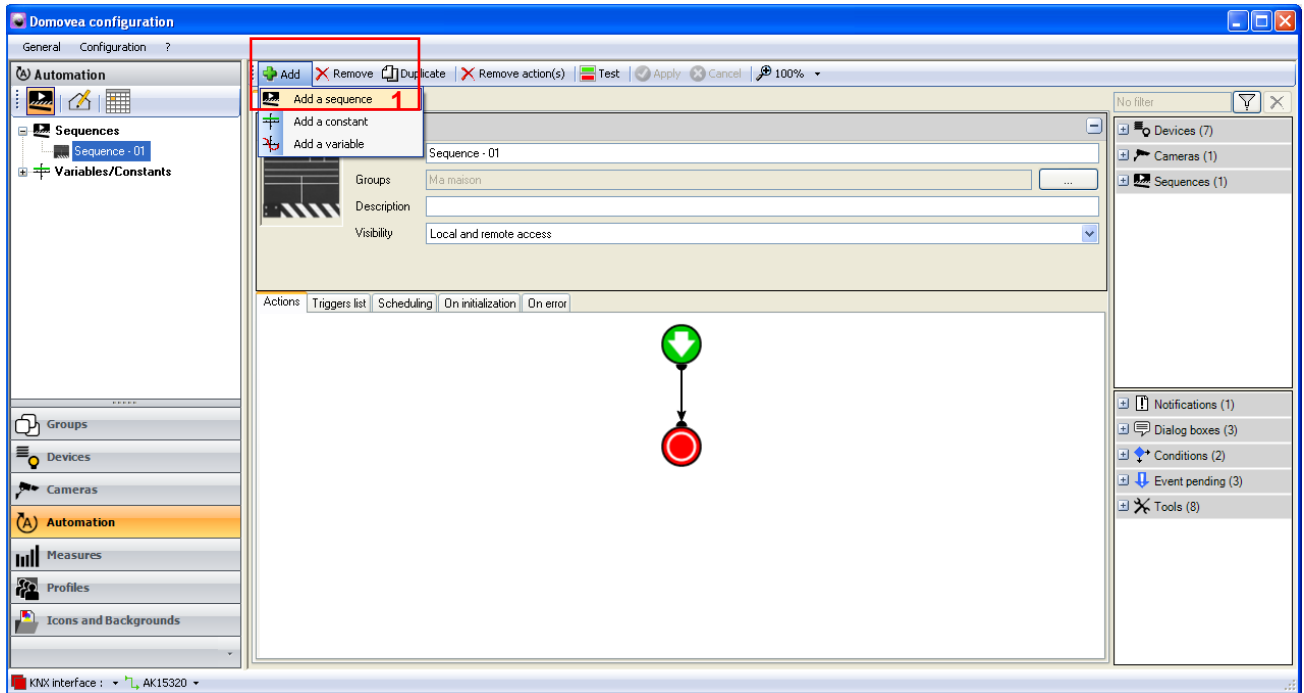 Domovea configuration
General Configuration ?
Automation
Add Remove Duplicate Remove action(s) Test Apply Cancel 100%
Add a sequence 1
Add a constant
Add a variable
Sequences
Sequence - 01
Variables/Constants
Sequence - 01
Groups Ma maison ...
Description
Visibility Local and remote access
Actions Triggers list Scheduling On initialization On error
No filter
Devices (7)
Cameras (1)
Sequences (1)
Notifications (1)
Dialog boxes (3)
Conditions (2)
Event pending (3)
Tools (8)
Groups
Devices
Cameras
Automation
Measures
Profiles
Icons and Backgrounds
KNX interface : AK15320